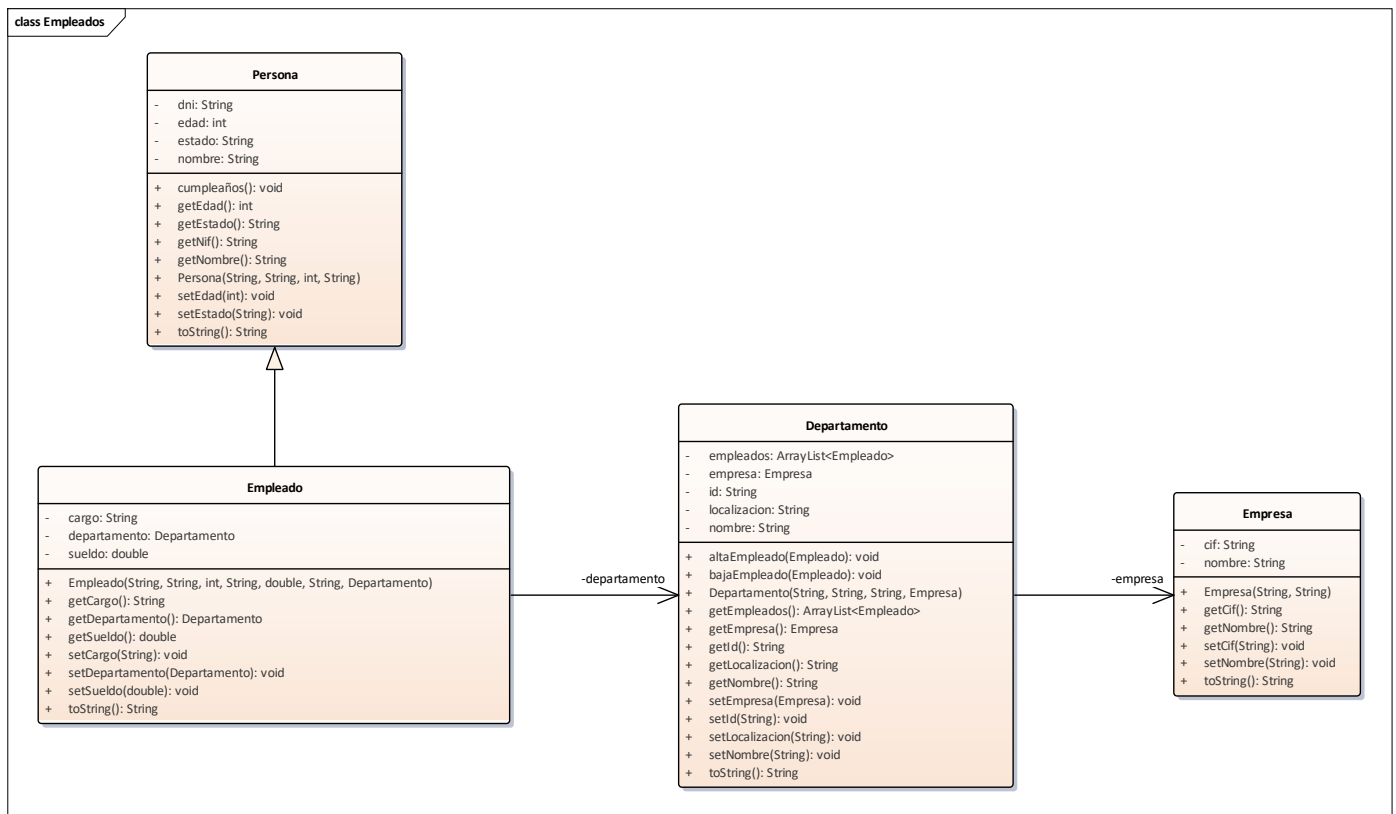 class Empleados
Persona
- dni: String
- edad: int
- estado: String
- nombre: String
+ cumpleaños(): void
+ getEdad(): int
+ getEstado(): String
+ getNif(): String
+ getNombre(): String
+ Persona(String, String, int, String)
+ setEdad(int): void
+ setEstado(String): void
+ toString(): String
Empleado
- cargo: String
- departamento: Departamento
- sueldo: double
+ Empleado(String, String, int, String, double, String, Departamento)
+ getCargo(): String
+ getDepartamento(): Departamento
+ getSueldo(): double
+ setCargo(String): void
+ setDepartamento(Departamento): void
+ setSueldo(double): void
+ toString(): String
-departamento
Departamento
- empleados: ArrayList<Empleado>
- empresa: Empresa
- id: String
- localizacion: String
- nombre: String
+ altaEmpleado(Empleado): void
+ bajaEmpleado(Empleado): void
+ Departamento(String, String, String, Empresa)
+ getEmpleados(): ArrayList<Empleado>
+ getEmpresa(): Empresa
+ getId(): String
+ getLocalizacion(): String
+ getNombre(): String
+ setEmpresa(Empresa): void
+ setId(String): void
+ setLocalizacion(String): void
+ setNombre(String): void
+ toString(): String
-empresa
Empresa
- cif: String
- nombre: String
+ Empresa(String, String)
+ getCif(): String
+ getNombre(): String
+ setCif(String): void
+ setNombre(String): void
+ toString(): String